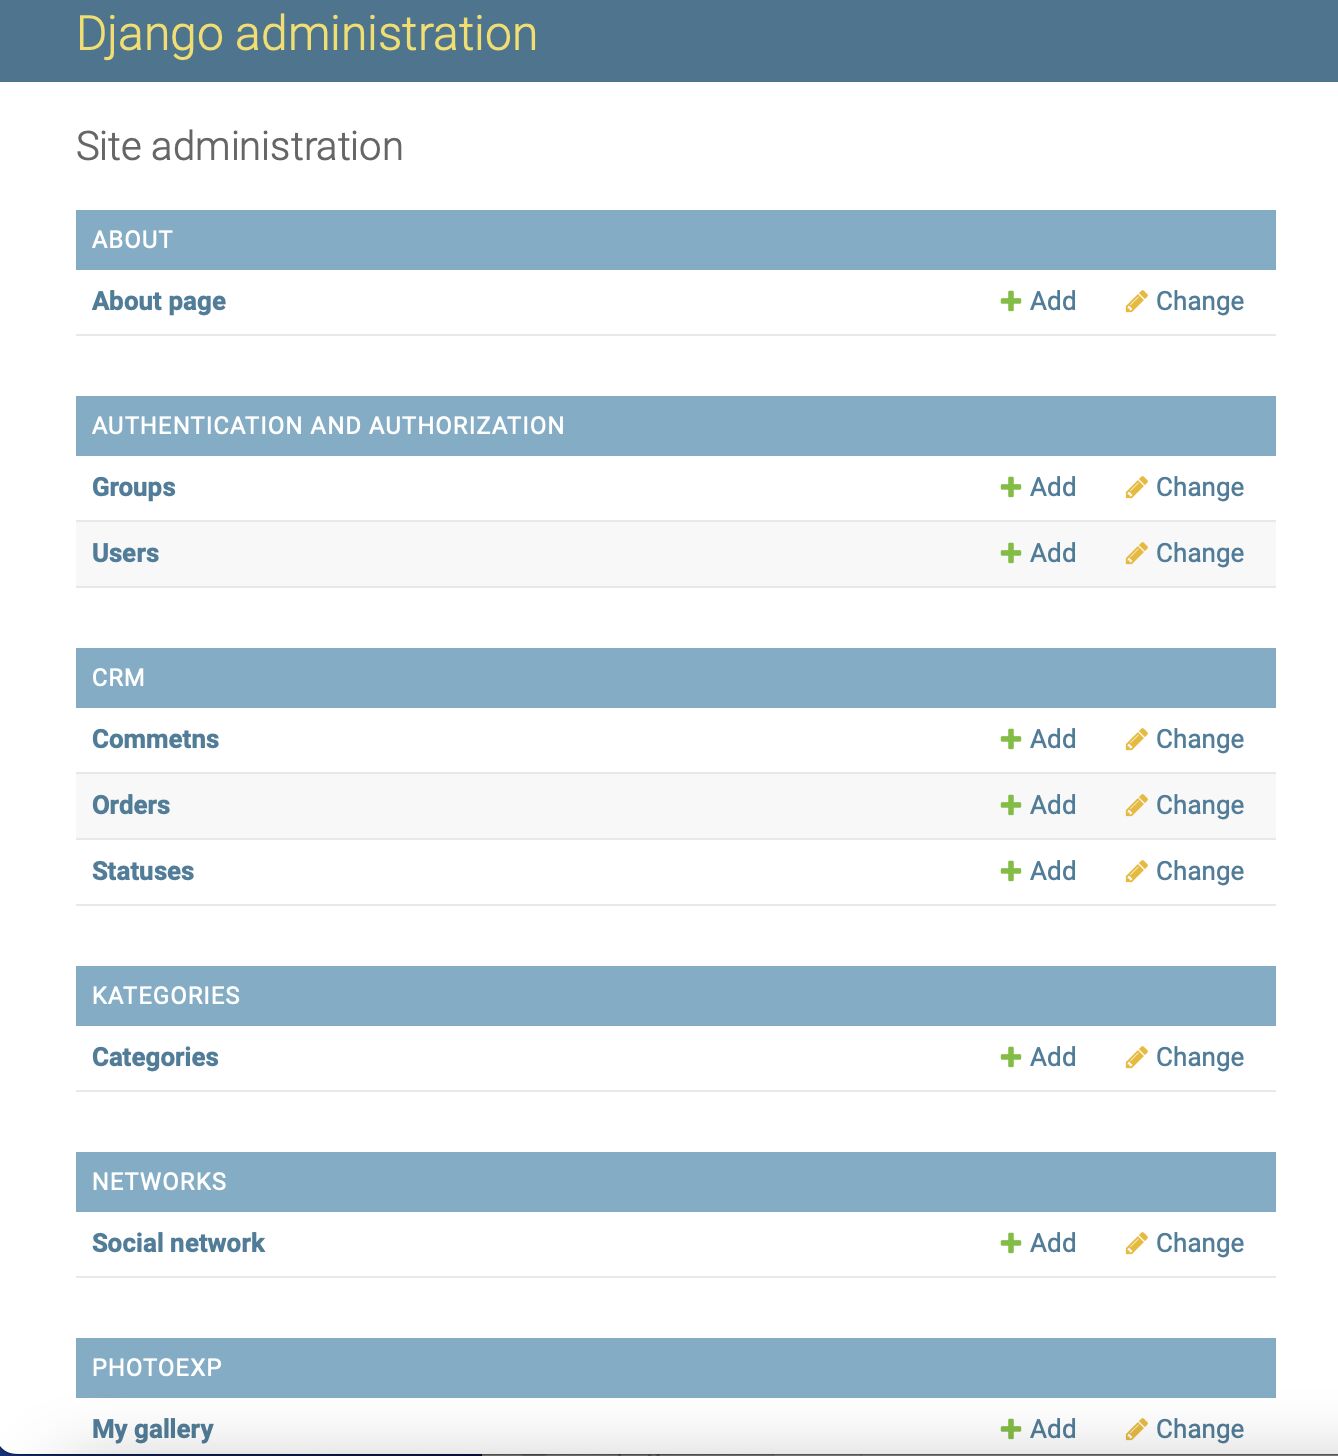 Django administration
Site administration
ABOUT
About page Add Change
AUTHENTICATION AND AUTHORIZATION
Groups Add Change
Users Add Change
CRM
Commetns Add Change
Orders Add Change
Statuses Add Change
KATEGORIES
Categories Add Change
NETWORKS
Social network Add Change
PHOTOEXP
My gallery Add Change